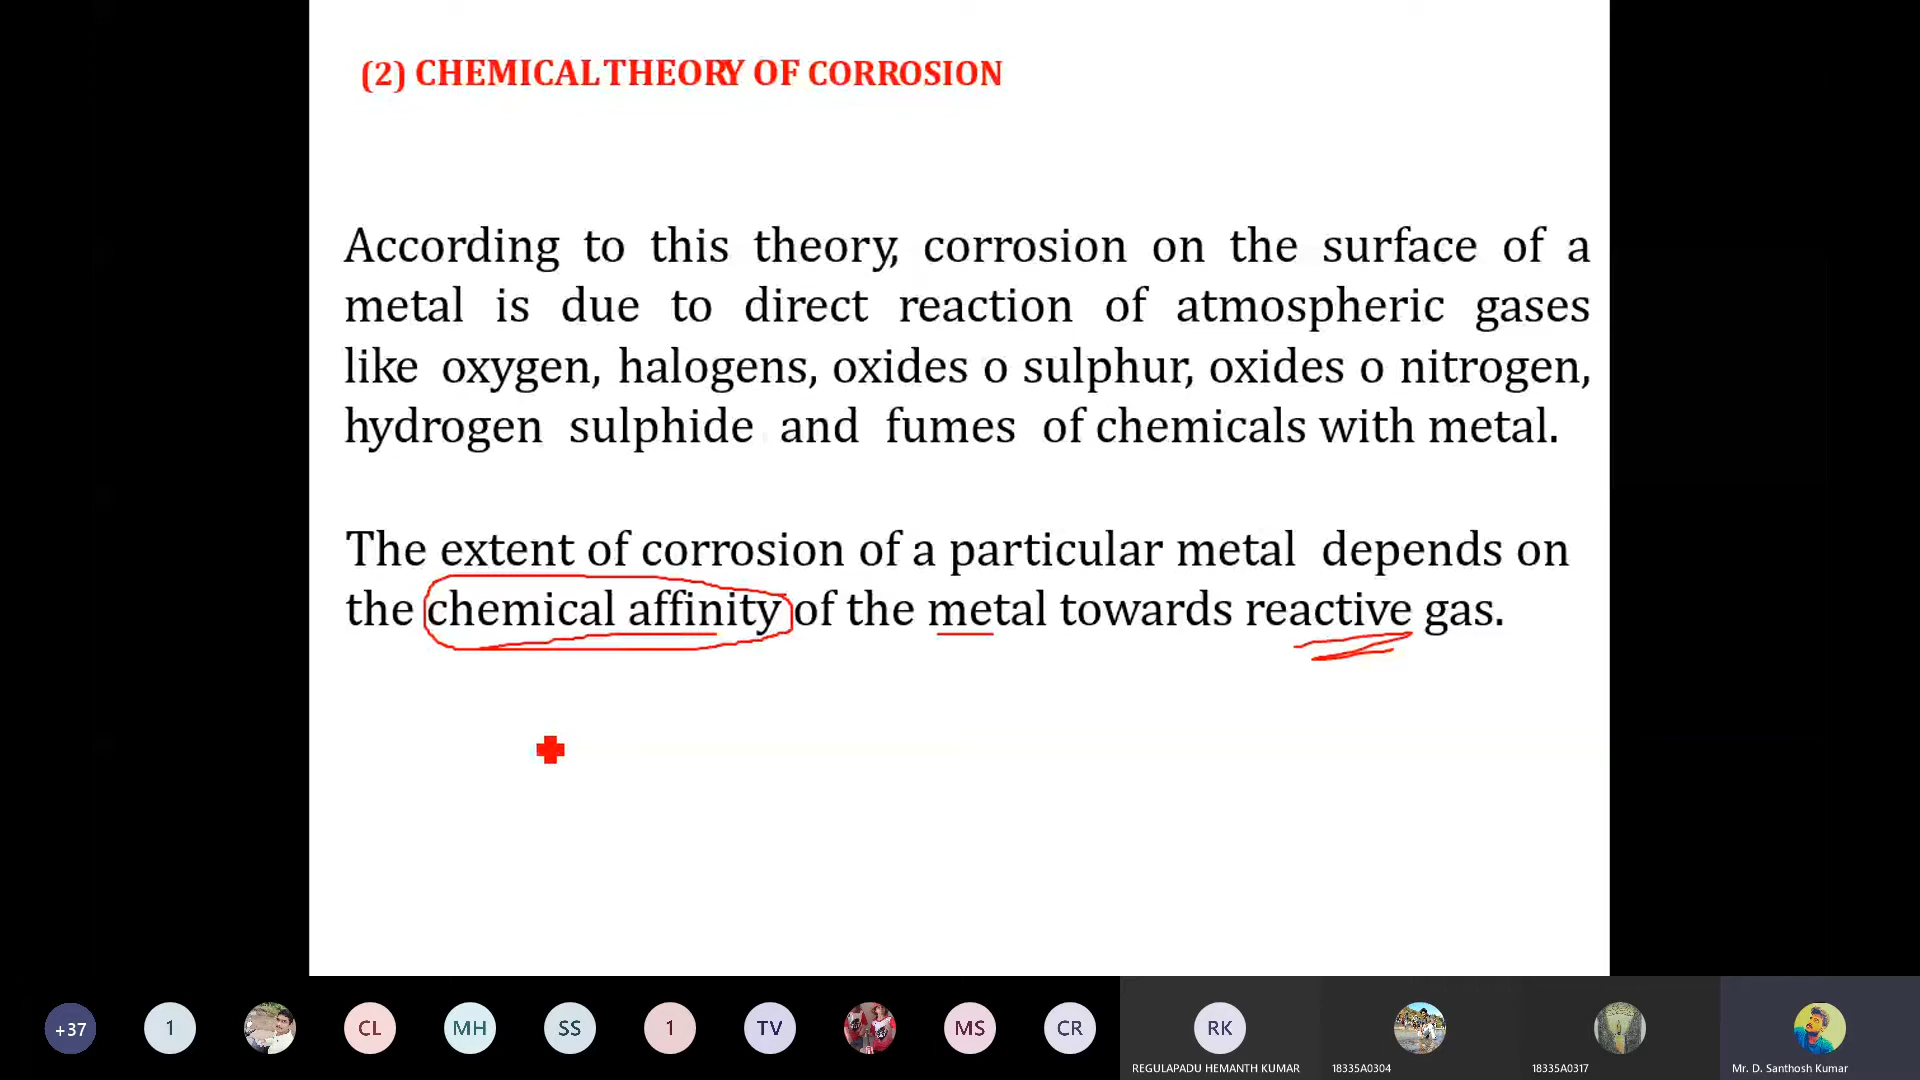 (2) CHEMICAL THEORY OF CORROSION
According to this theory, corrosion on the surface of a
metal is due to direct reaction of atmospheric gases
like oxygen, halogens, oxides o sulphur, oxides o nitrogen,
hydrogen sulphide and fumes of chemicals with metal.
The extent of corrosion of a particular metal depends on
the chemical affinity of the metal towards reactive gas.
+37
1
CL
MH
SS
1
TV
MS
CR
RK
REGULAPADU HEMANTH KUMAR
18335A0304
18335A0317
Mr. D. Santhosh Kumar